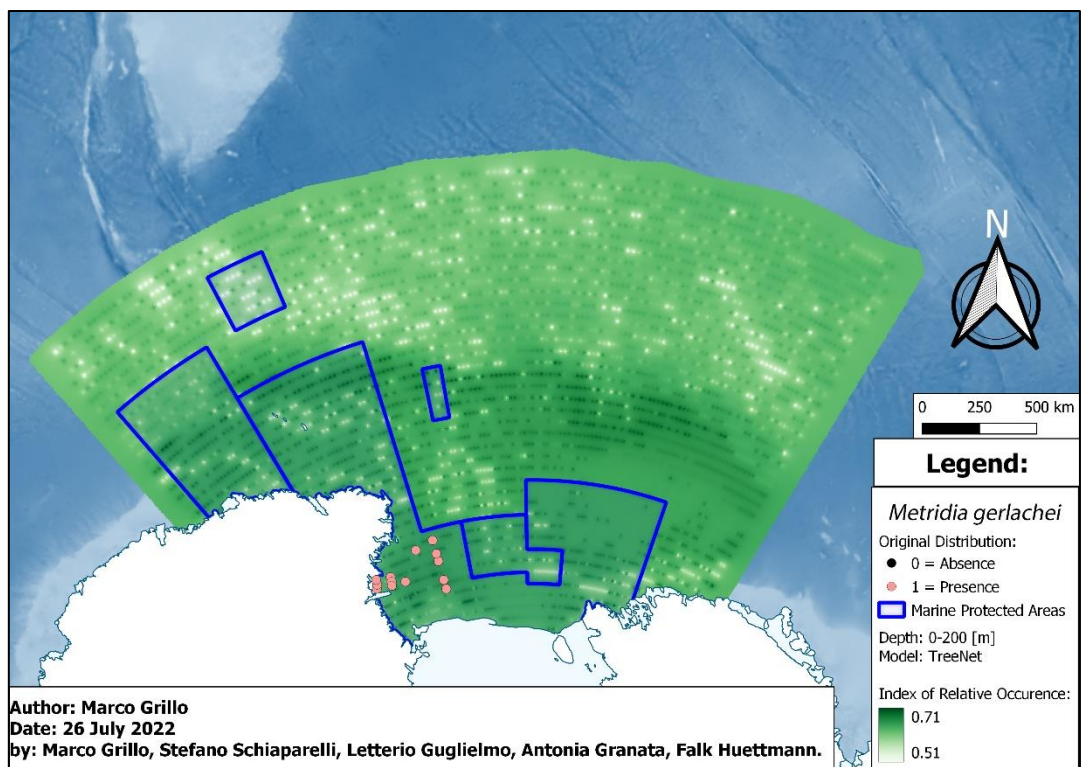 N
0 250 500 km
Legend:
Metridia gerlachei
Original Distribution:
0 = Absence
1 = Presence
Marine Protected Areas
Depth: 0-200 [m]
Model: TreeNet
Index of Relative Occurence:
0.71
0.51
Author: Marco Grillo
Date: 26 July 2022
by: Marco Grillo, Stefano Schiaparelli, Letterio Guglielmo, Antonia Granata, Falk Huettmann.